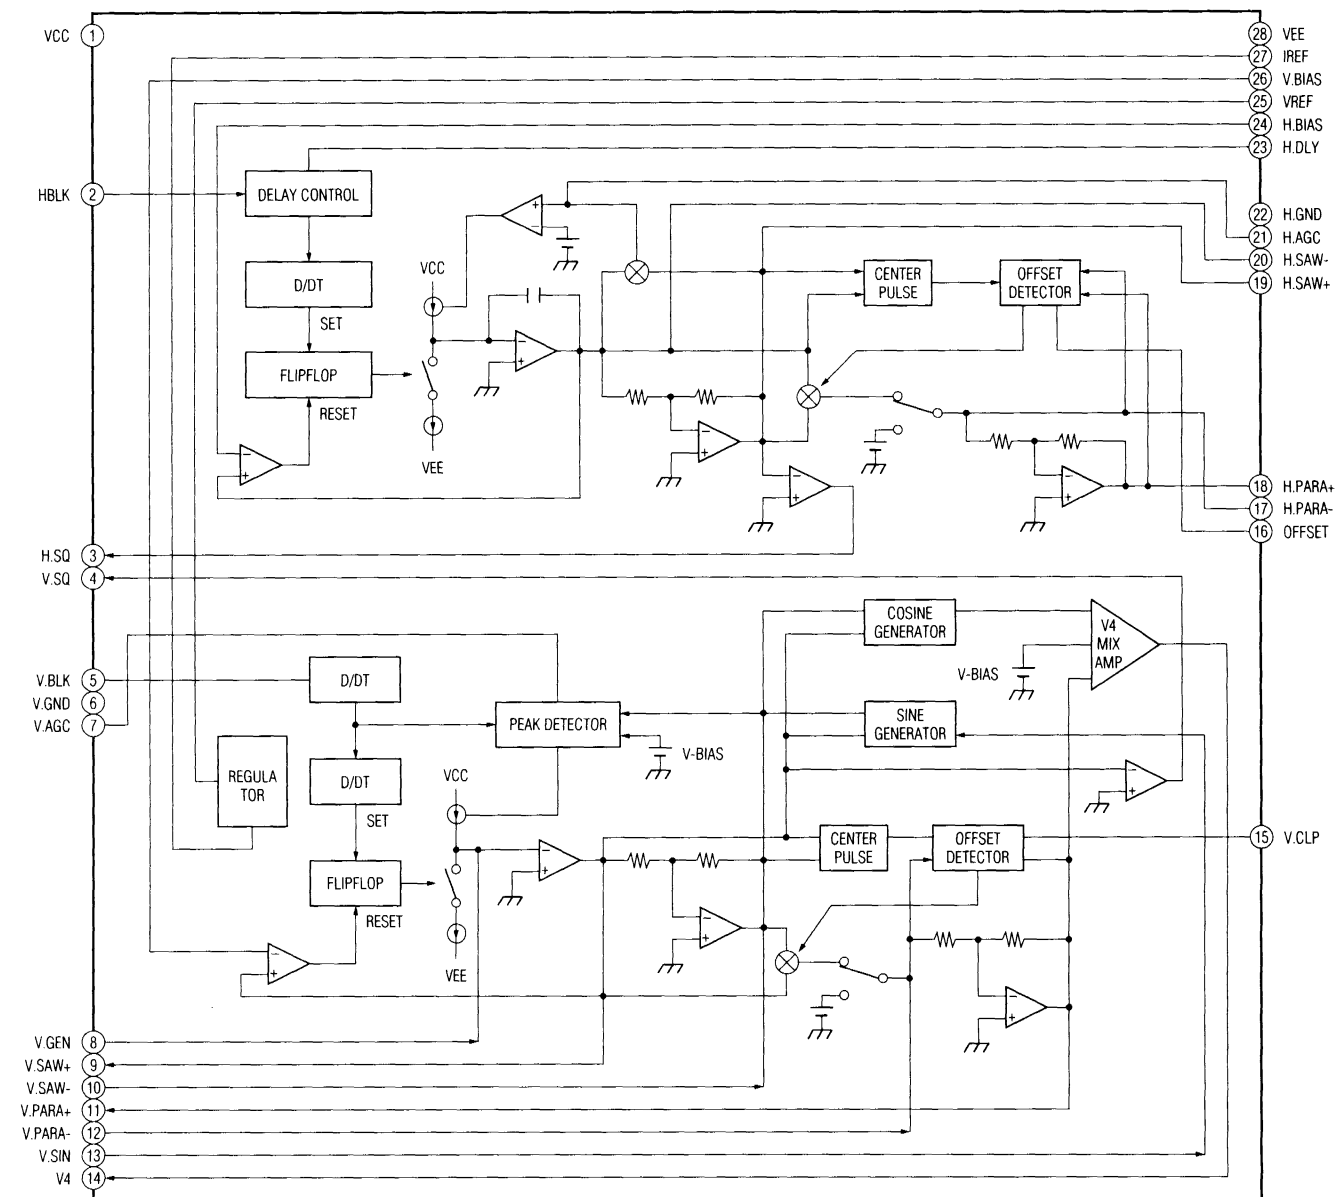 VCC 1
28 VEE
27 IREF
26 V.BIAS
25 VREF
24 H.BIAS
23 H.DLY
HBLK 2
DELAY CONTROL
22 H.GND
21 H.AGC
20 H.SAW-
19 H.SAW+
+
−
VCC
CENTER
PULSE
OFFSET
DETECTOR
D/DT
SET
−
+
FLIPFLOP
RESET
VEE
−
+
−
+
−
+
−
+
18 H.PARA+
17 H.PARA-
16 OFFSET
H.SQ 3
V.SQ 4
COSINE
GENERATOR
V4
MIX
AMP
V-BIAS
V.BLK 5
V.GND 6
V.AGC 7
D/DT
PEAK DETECTOR
V-BIAS
SINE
GENERATOR
REGULA
TOR
D/DT
SET
VCC
−
+
−
+
CENTER
PULSE
OFFSET
DETECTOR
15 V.CLP
FLIPFLOP
RESET
VEE
−
+
−
+
−
+
V.GEN 8
V.SAW+ 9
V.SAW- 10
V.PARA+ 11
V.PARA- 12
V.SIN 13
V4 14